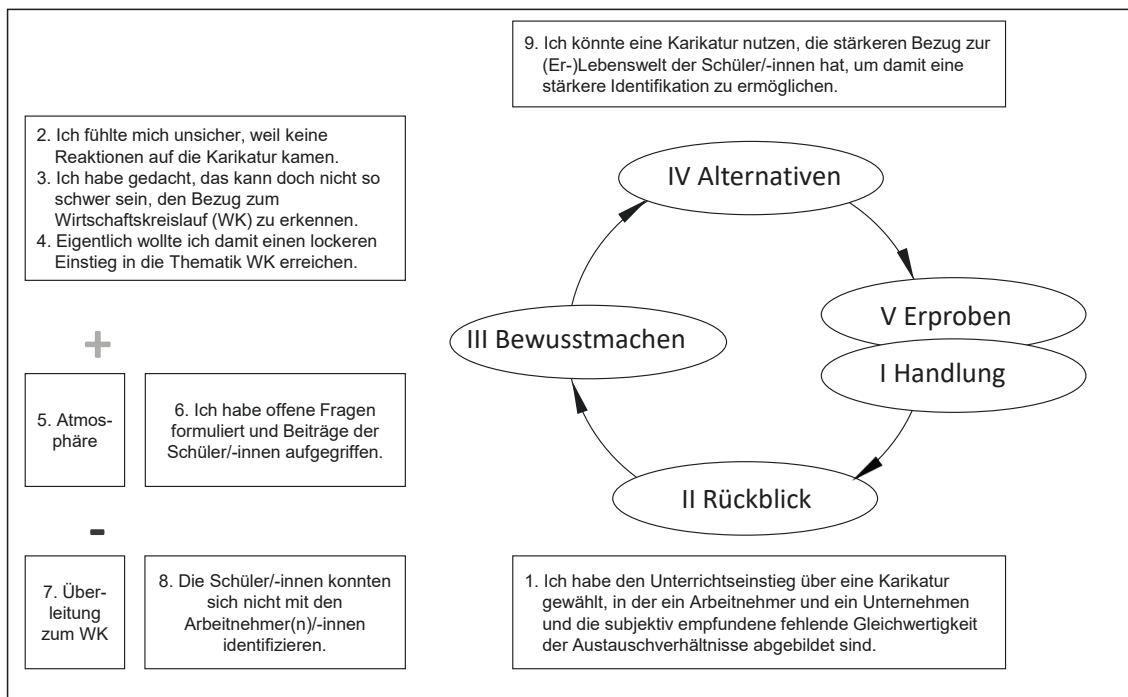 9. Ich könnte eine Karikatur nutzen, die stärkeren Bezug zur
(Er-)Lebenswelt der Schüler/-innen hat, um damit eine
stärkere Identifikation zu ermöglichen.
2. Ich fühlte mich unsicher, weil keine
Reaktionen auf die Karikatur kamen.
3. Ich habe gedacht, das kann doch nicht so
schwer sein, den Bezug zum
Wirtschaftskreislauf (WK) zu erkennen.
4. Eigentlich wollte ich damit einen lockeren
Einstieg in die Thematik WK erreichen.
IV Alternativen
III Bewusstmachen
V Erproben
I Handlung
II Rückblick
+
5. Atmos-
phäre
6. Ich habe offene Fragen
formuliert und Beiträge der
Schüler/-innen aufgegriffen.
-
7. Über-
leitung
zum WK
8. Die Schüler/-innen konnten
sich nicht mit den
Arbeitnehmer(n)/-innen
identifizieren.
1. Ich habe den Unterrichtseinstieg über eine Karikatur
gewählt, in der ein Arbeitnehmer und ein Unternehmen
und die subjektiv empfundene fehlende Gleichwertigkeit
der Austauschverhältnisse abgebildet sind.